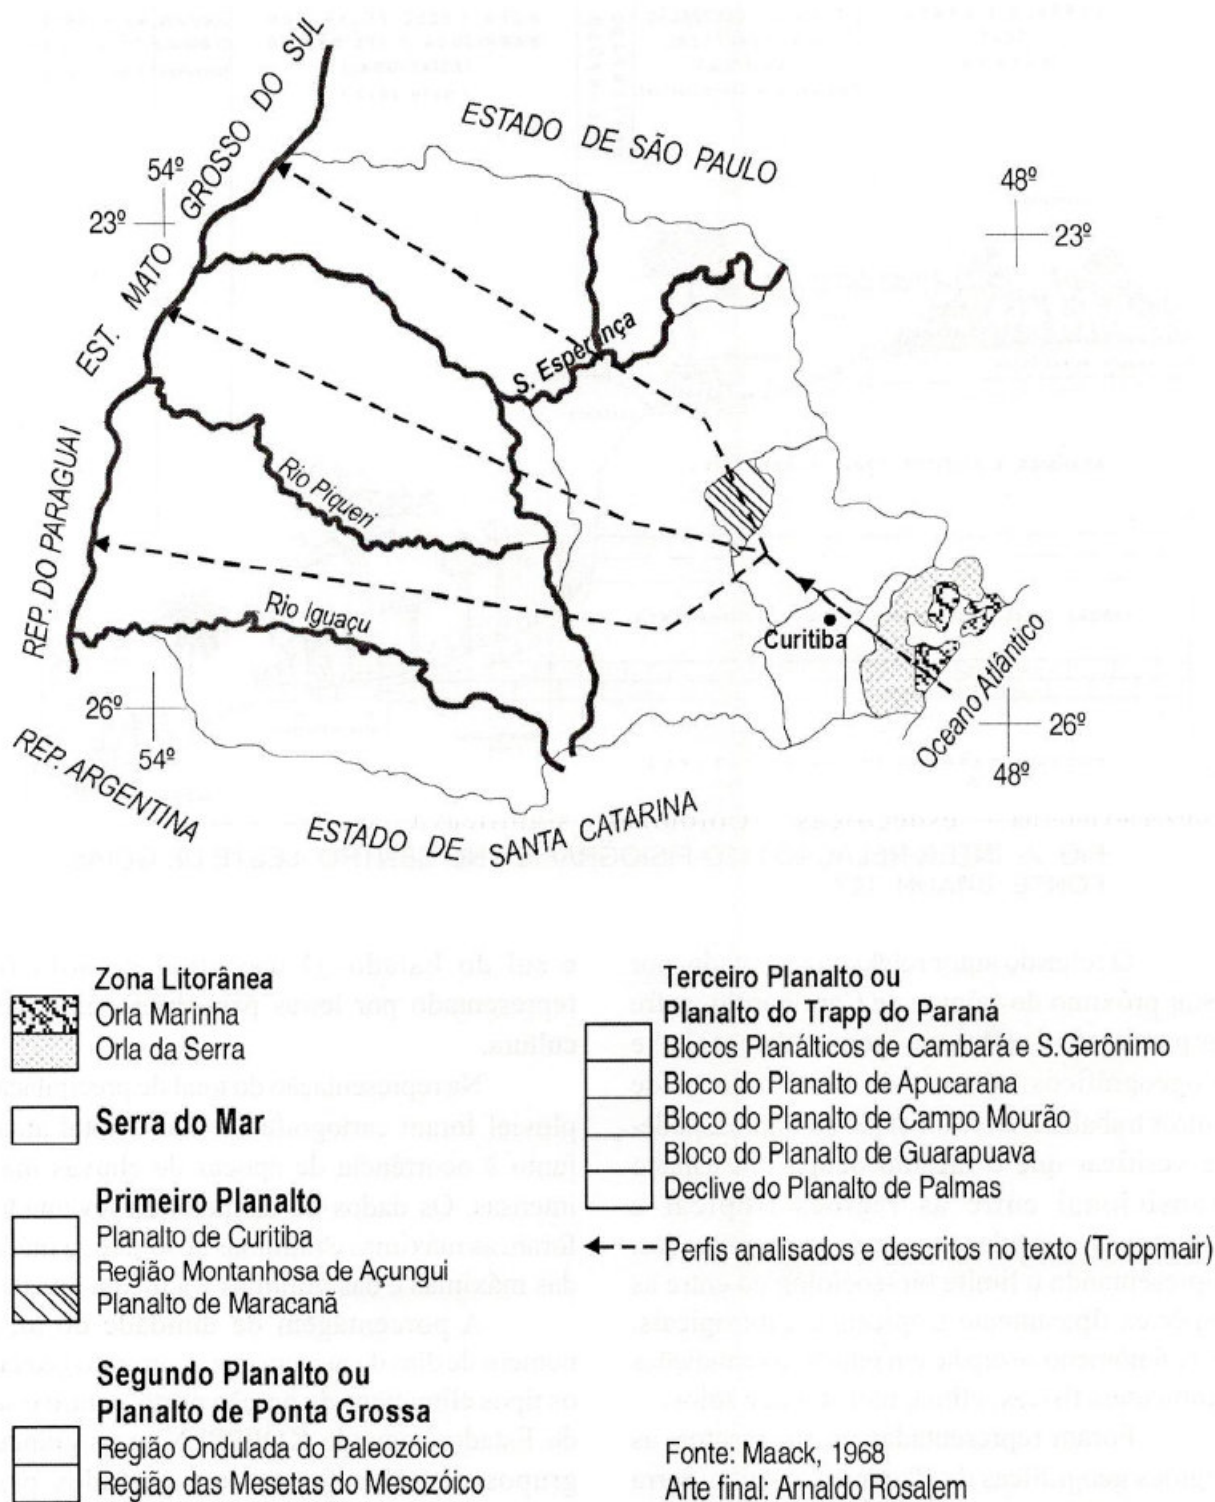 EST. MATO GROSSO DO SUL
ESTADO DE SÃO PAULO
54º
23º
48º
23º
S. Esperança
REP. DO PARAGUAI
Rio Piqueri
Rio Iguaçu
Curitiba
Oceano Atlântico
26º
54º
26º
48º
REP. ARGENTINA
ESTADO DE SANTA CATARINA
Zona Litorânea
Orla Marinha
Orla da Serra
Serra do Mar
Primeiro Planalto
Planalto de Curitiba
Região Montanhosa de Açungui
Planalto de Maracanã
Segundo Planalto ou
Planalto de Ponta Grossa
Região Ondulada do Paleozóico
Região das Mesetas do Mesozóico
Terceiro Planalto ou
Planalto do Trapp do Paraná
Blocos Planálticos de Cambará e S.Gerônimo
Bloco do Planalto de Apucarana
Bloco do Planalto de Campo Mourão
Bloco do Planalto de Guarapuava
Declive do Planalto de Palmas
Perfis analisados e descritos no texto (Troppmair)
Fonte: Maack, 1968
Arte final: Arnaldo Rosalem